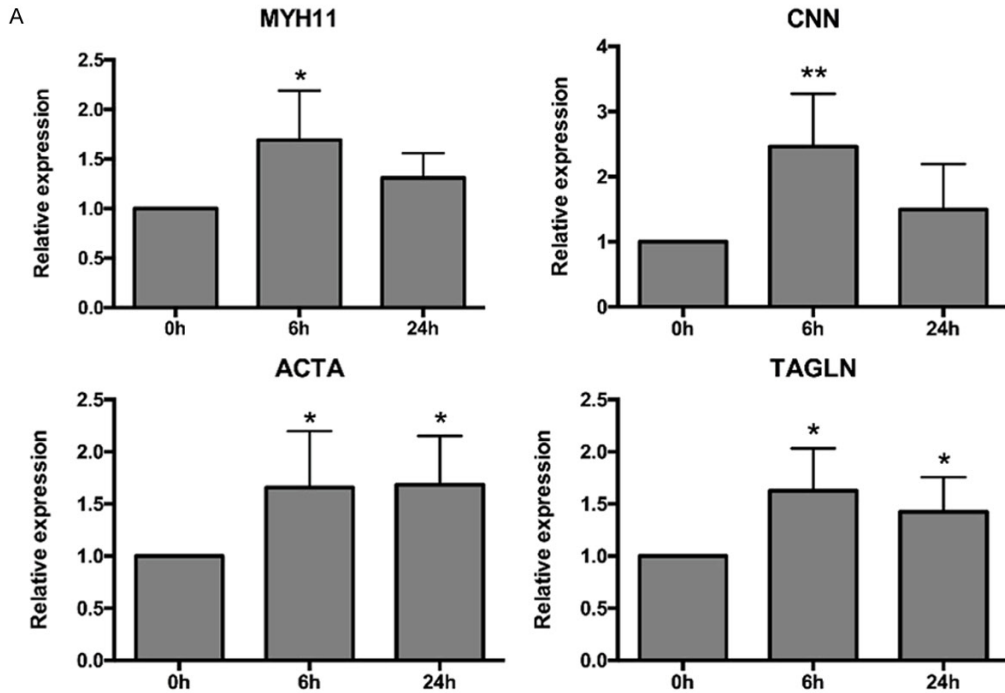 A
MYH11
Relative expression
2.5
2.0
1.5
1.0
0.5
0.0
*
0h
6h
24h
CNN
Relative expression
4
3
2
1
0
**
0h
6h
24h
ACTA
Relative expression
2.5
2.0
1.5
1.0
0.5
0.0
*
*
0h
6h
24h
TAGLN
Relative expression
2.5
2.0
1.5
1.0
0.5
0.0
*
*
0h
6h
24h